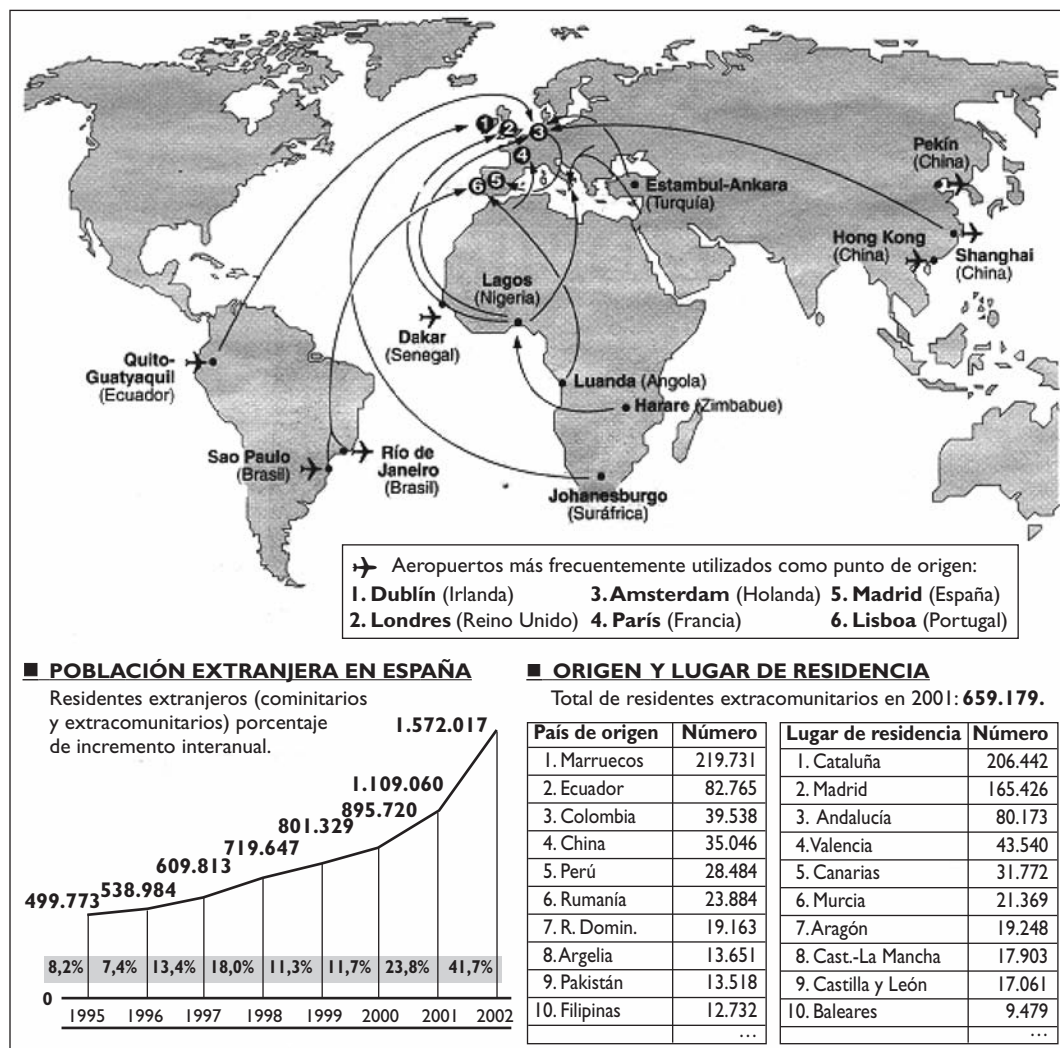 Pekín
(China)
Estambul-Ankara
(Turquía)
Hong Kong
(China)
Shanghai
(China)
Lagos
(Nigeria)
Dakar
(Senegal)
Quito-
Guatyaquil
(Ecuador)
Luanda (Angola)
Harare (Zimbabue)
Sao Paulo
(Brasil)
Río de
Janeiro
(Brasil)
Johanesburgo
(Suráfrica)
1
2
3
4
5
6
Aeropuertos más frecuentemente utilizados como punto de origen:
1. Dublín (Irlanda) 3. Amsterdam (Holanda) 5. Madrid (España)
2. Londres (Reino Unido) 4. París (Francia) 6. Lisboa (Portugal)
■ POBLACIÓN EXTRANJERA EN ESPAÑA
Residentes extranjeros (cominitarios
y extracomunitarios) porcentaje
de incremento interanual.
1.572.017
1.109.060
895.720
801.329
719.647
609.813
538.984
499.773
8,2% 7,4% 13,4% 18,0% 11,3% 11,7% 23,8% 41,7%
0
1995 1996 1997 1998 1999 2000 2001 2002
■ ORIGEN Y LUGAR DE RESIDENCIA
Total de residentes extracomunitarios en 2001: 659.179.
País de origen Número
1. Marruecos 219.731
2. Ecuador 82.765
3. Colombia 39.538
4. China 35.046
5. Perú 28.484
6. Rumanía 23.884
7. R. Domin. 19.163
8. Argelia 13.651
9. Pakistán 13.518
10. Filipinas 12.732
...
Lugar de residencia Número
1. Cataluña 206.442
2. Madrid 165.426
3. Andalucía 80.173
4. Valencia 43.540
5. Canarias 31.772
6. Murcia 21.369
7. Aragón 19.248
8. Cast.-La Mancha 17.903
9. Castilla y León 17.061
10. Baleares 9.479
...